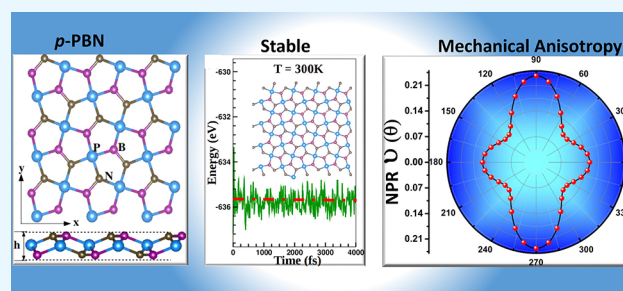 p-PBN
P
B
N
y
x
h
Stable
T = 300K
Energy (eV)
-630
-632
-634
-636
0
1000
2000
3000
4000
Time (fs)
Mechanical Anisotropy
NPR υ (θ)
0.21
0.14
0.07
0.00
0.07
0.14
0.21
90
120
60
150
180
210
240
270
300